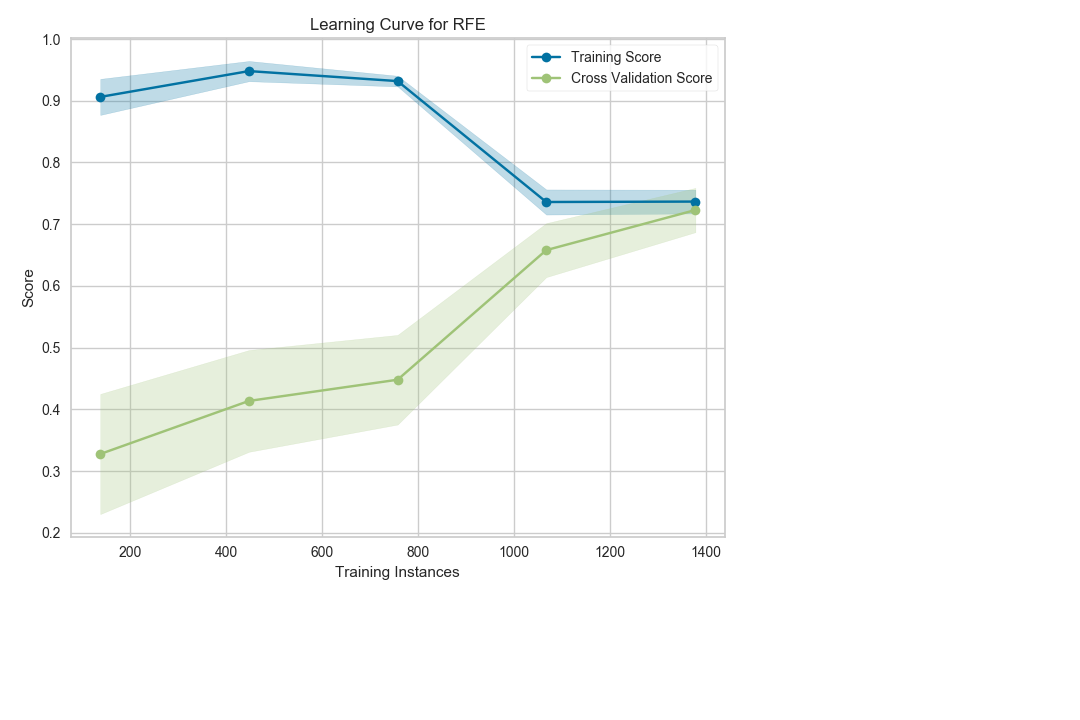 Learning Curve for RFE
Training Score
Cross Validation Score
Score
1.0
0.9
0.8
0.7
0.6
0.5
0.4
0.3
0.2
200 400 600 800 1000 1200 1400
Training Instances